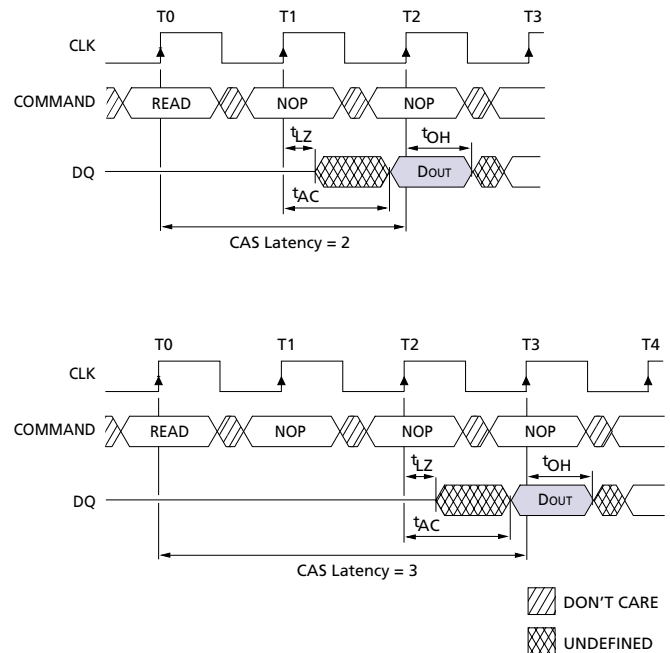 T0 T1 T2 T3
CLK
COMMAND READ NOP NOP
tLZ tOH
DQ DOUT
tAC
CAS Latency = 2
T0 T1 T2 T3 T4
CLK
COMMAND READ NOP NOP NOP
tLZ tOH
DQ DOUT
tAC
CAS Latency = 3
DON'T CARE
UNDEFINED